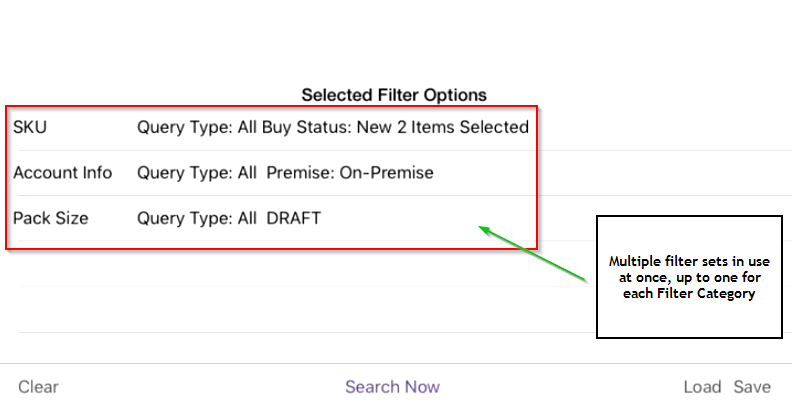 Selected Filter Options
SKU Query Type: All Buy Status: New 2 Items Selected
Account Info Query Type: All Premise: On-Premise
Pack Size Query Type: All DRAFT
Multiple filter sets in use
at once, up to one for
each Filter Category
Clear Search Now Load Save